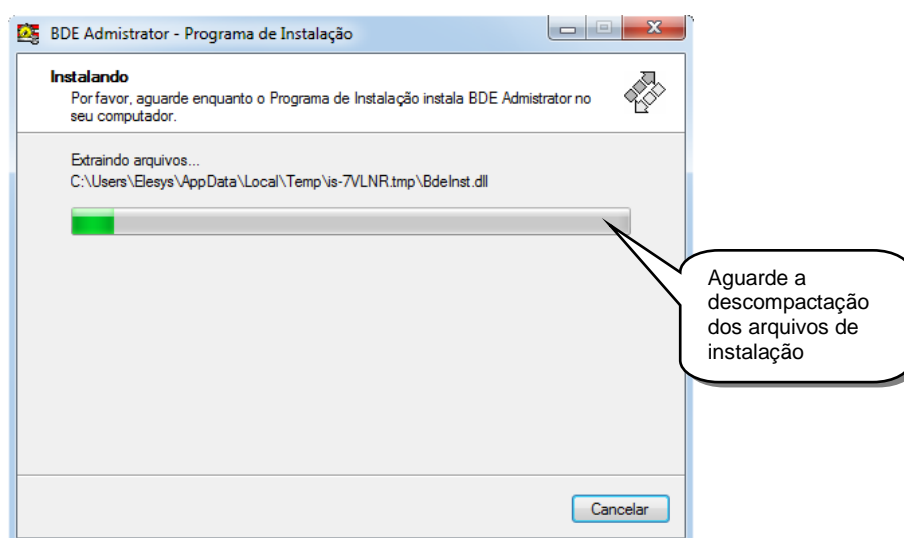 BDE Admistrator - Programa de Instalação
Instalando
Por favor, aguarde enquanto o Programa de Instalação instala BDE Admistrator no
seu computador.
Extraindo arquivos...
C:\Users\Elesys\AppData\Local\Temp\is-7VLNR.tmp\BdeInst.dll
Aguarde a
descompactação
dos arquivos de
instalação
Cancelar